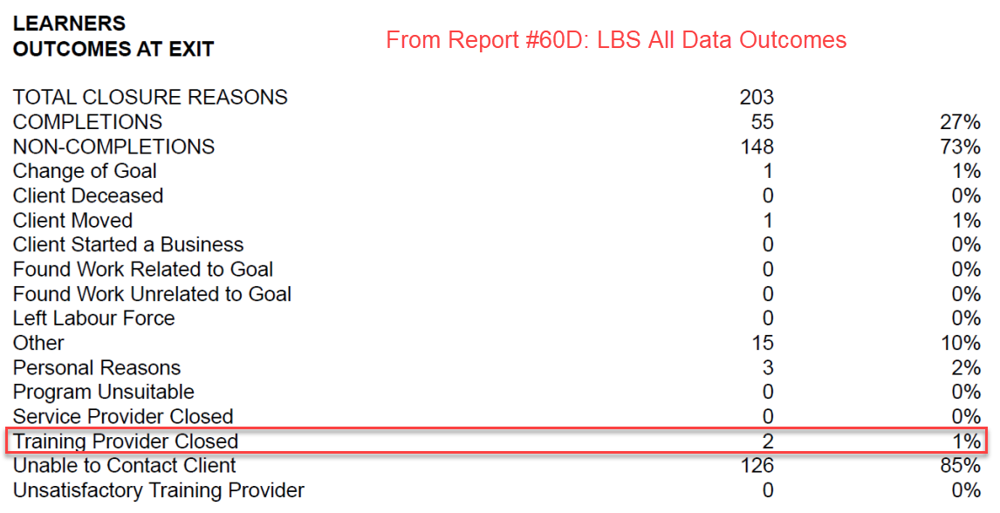 LEARNERS
OUTCOMES AT EXIT
From Report #60D: LBS All Data Outcomes
TOTAL CLOSURE REASONS 203
COMPLETIONS 55 27%
NON-COMPLETIONS 148 73%
Change of Goal 1 1%
Client Deceased 0 0%
Client Moved 1 1%
Client Started a Business 0 0%
Found Work Related to Goal 0 0%
Found Work Unrelated to Goal 0 0%
Left Labour Force 0 0%
Other 15 10%
Personal Reasons 3 2%
Program Unsuitable 0 0%
Service Provider Closed 0 0%
Training Provider Closed 2 1%
Unable to Contact Client 126 85%
Unsatisfactory Training Provider 0 0%